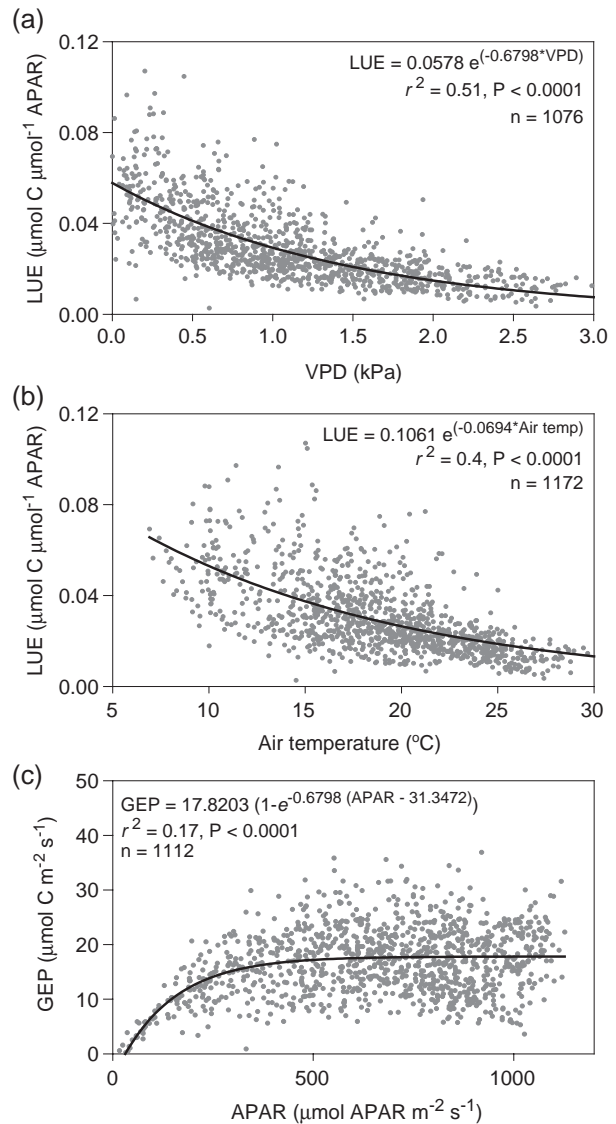 (a)
0.12
0.08
0.04
0.00
LUE (μmol C μmol⁻¹ APAR)
LUE = 0.0578 e^(-0.6798*VPD)
r² = 0.51, P < 0.0001
n = 1076
0.0 0.5 1.0 1.5 2.0 2.5 3.0
VPD (kPa)
(b)
0.12
0.08
0.04
0.00
LUE (μmol C μmol⁻¹ APAR)
LUE = 0.1061 e^(-0.0694*Air temp)
r² = 0.4, P < 0.0001
n = 1172
5 10 15 20 25 30
Air temperature (ºC)
(c)
50
40
30
20
10
0
GEP (μmol C m⁻² s⁻¹)
GEP = 17.8203 (1-e^-0.6798 (APAR - 31.3472))
r² = 0.17, P < 0.0001
n = 1112
0 500 1000
APAR (μmol APAR m⁻² s⁻¹)